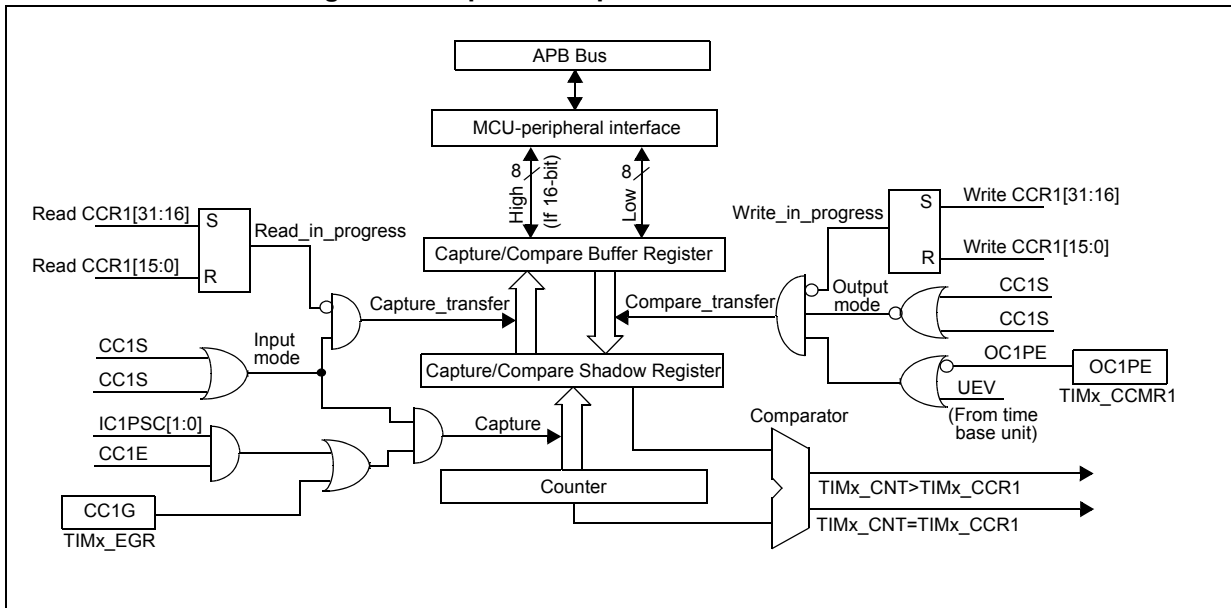 APB Bus
MCU-peripheral interface
8
High
(If 16-bit)
8
Low
Read CCR1[31:16]
S
Read_in_progress
Read CCR1[15:0]
R
Write_in_progress
S
Write CCR1[31:16]
R
Write CCR1[15:0]
Capture/Compare Buffer Register
Capture_transfer
Compare_transfer
Output
mode
CC1S
CC1S
CC1S
Input
mode
CC1S
Capture/Compare Shadow Register
OC1PE
OC1PE
UEV
TIMx_CCMR1
(From time
base unit)
IC1PSC[1:0]
CC1E
Capture
Comparator
CC1G
TIMx_EGR
Counter
TIMx_CNT>TIMx_CCR1
TIMx_CNT=TIMx_CCR1